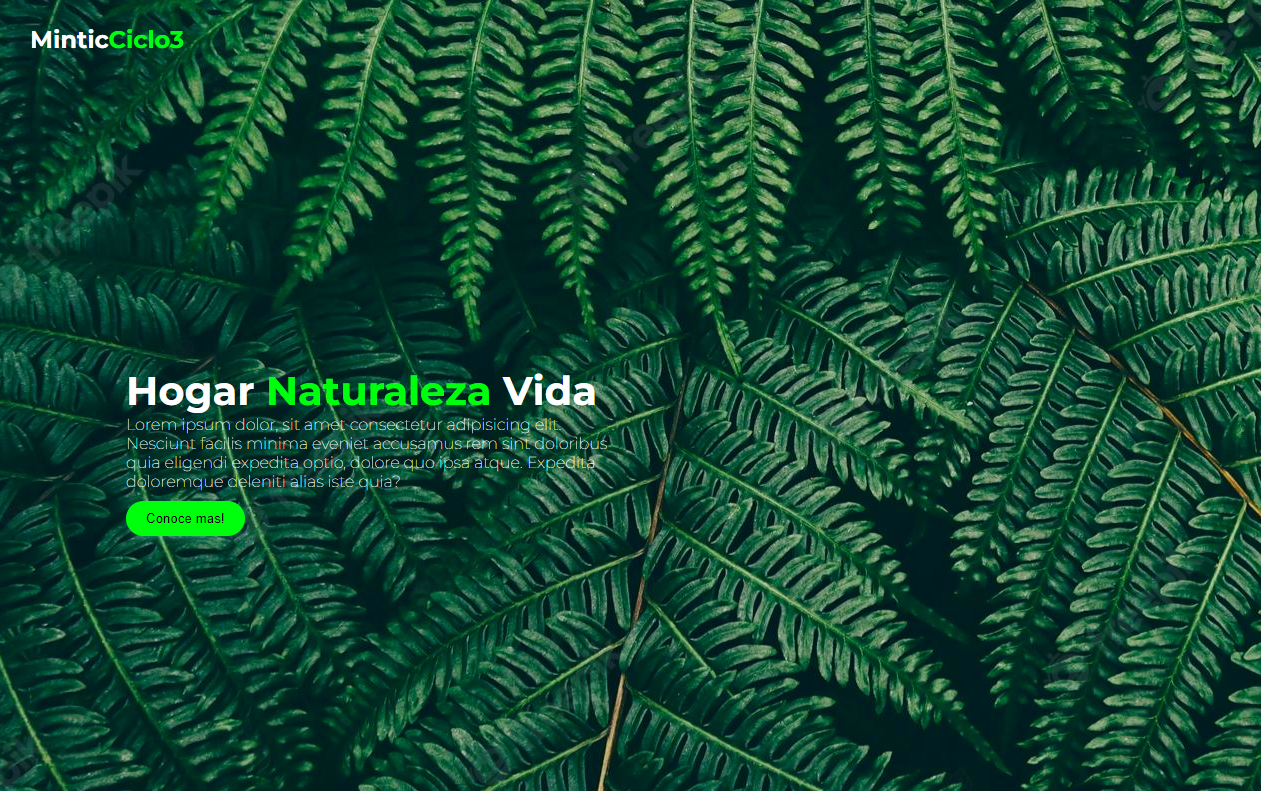 MinticCiclo3
freepik
Hogar Naturaleza Vida
Lorem ipsum dolor, sit amet consectetur adipisicing elit.
Nesciunt facilis minima eveniet accusamus rem sint doloribus
quia eligendi expedita optio, dolore quo ipsa atque. Expedita
doloremque deleniti alias iste quia?
Conoce mas!